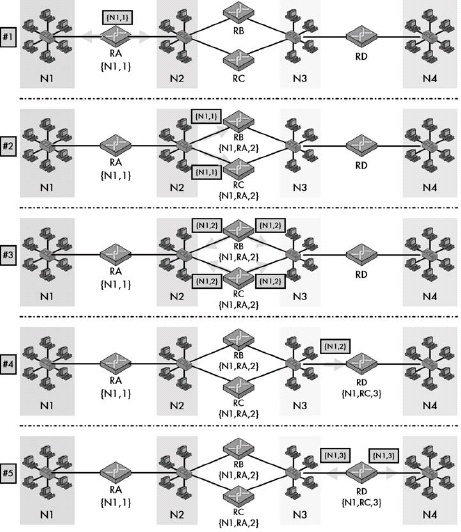 {N1,1}
#1
RA
{N1,1}
RB
RC
RD
N1
N2
N3
N4
#2
{N1,1}
RB
{N1,RA,2}
{N1,1}
RA
{N1,1}
RC
{N1,RA,2}
RD
N1
N2
N3
N4
#3
{N1,2}
{N1,2}
RB
{N1,RA,2}
{N1,2}
{N1,2}
RA
{N1,1}
RC
{N1,RA,2}
RD
N1
N2
N3
N4
#4
RB
{N1,RA,2}
{N1,2}
RA
{N1,1}
RC
{N1,RA,2}
RD
{N1,RC,3}
N1
N2
N3
N4
#5
RB
{N1,RA,2}
{N1,3}
{N1,3}
RA
{N1,1}
RC
{N1,RA,2}
RD
{N1,RC,3}
N1
N2
N3
N4